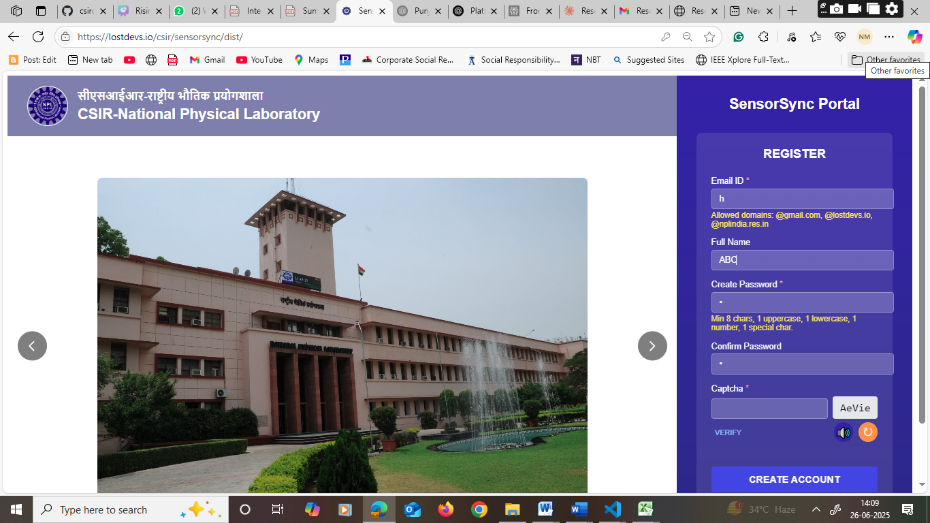 csir
Risi
(2)
Inte
Sun
Sens
Pun
Plat
Fro
Res
Res
Res
Nev
https://lostdevs.io/csir/sensorsync/dist/
NM
Post: Edit
New tab
Gmail
YouTube
Maps
Corporate Social Re...
Social Responsibility...
NBT
Suggested Sites
IEEE Xplore Full-Text...
Other favorites
Other favorites
सीएसआईआर-राष्ट्रीय भौतिक प्रयोगशाला
CSIR-National Physical Laboratory
SensorSync Portal
REGISTER
Email ID *
h
Allowed domains: @gmail.com, @lostdevs.io,
@nplindia.res.in
Full Name
ABC
Create Password *
Min 8 chars, 1 uppercase, 1 lowercase, 1
number, 1 special char.
Confirm Password
Captcha *
AeVie
VERIFY
CREATE ACCOUNT
Type here to search
34°C Haze
14:09
26-06-2025